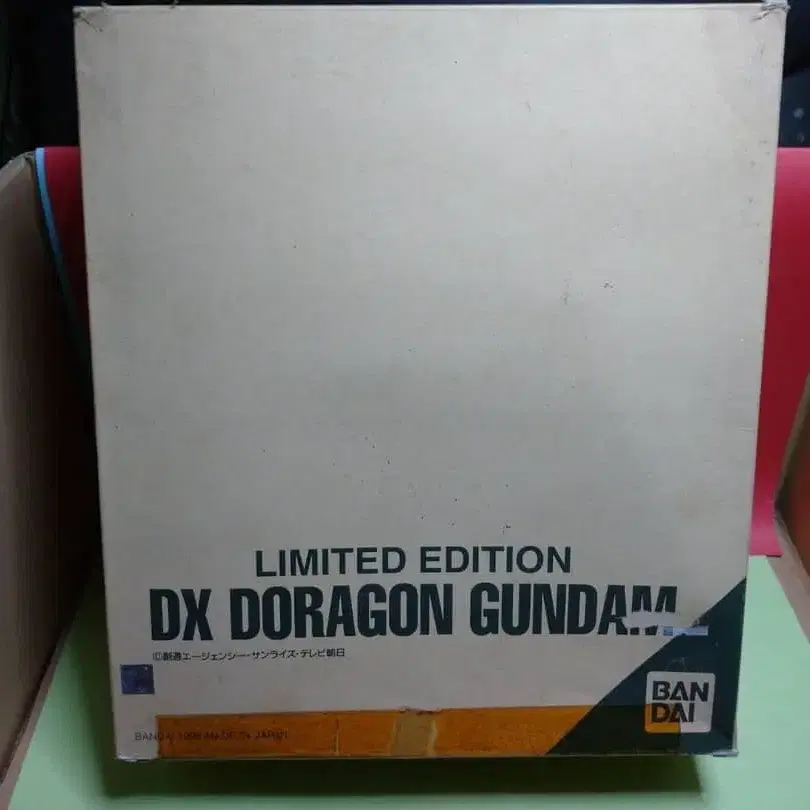 LIMITED EDITION
DX DORAGON GUNDAM
©創通エージェンシー・サンライズ・テレビ朝日
BAN
DAI
MADE IN JAPAN